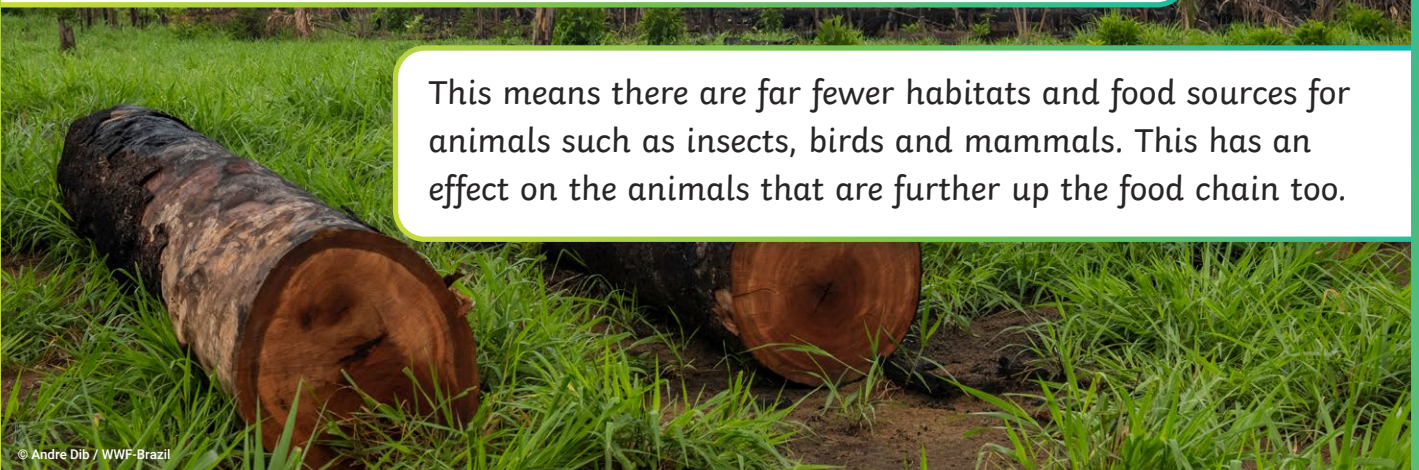 This means there are far fewer habitats and food sources for
animals such as insects, birds and mammals. This has an
effect on the animals that are further up the food chain too.
© Andre Dib / WWF-Brazil